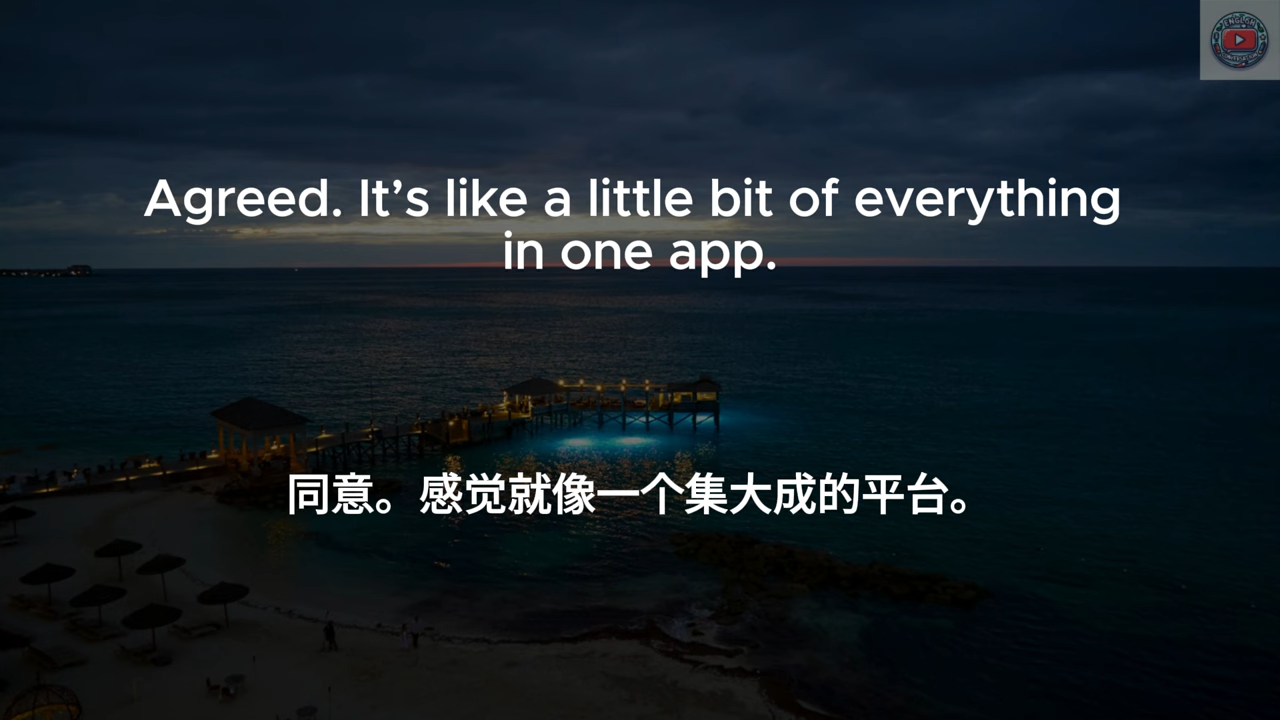 ENGLISH
Agreed. It’s like a little bit of everything
in one app.
同意。感觉就像一个集大成的平台。